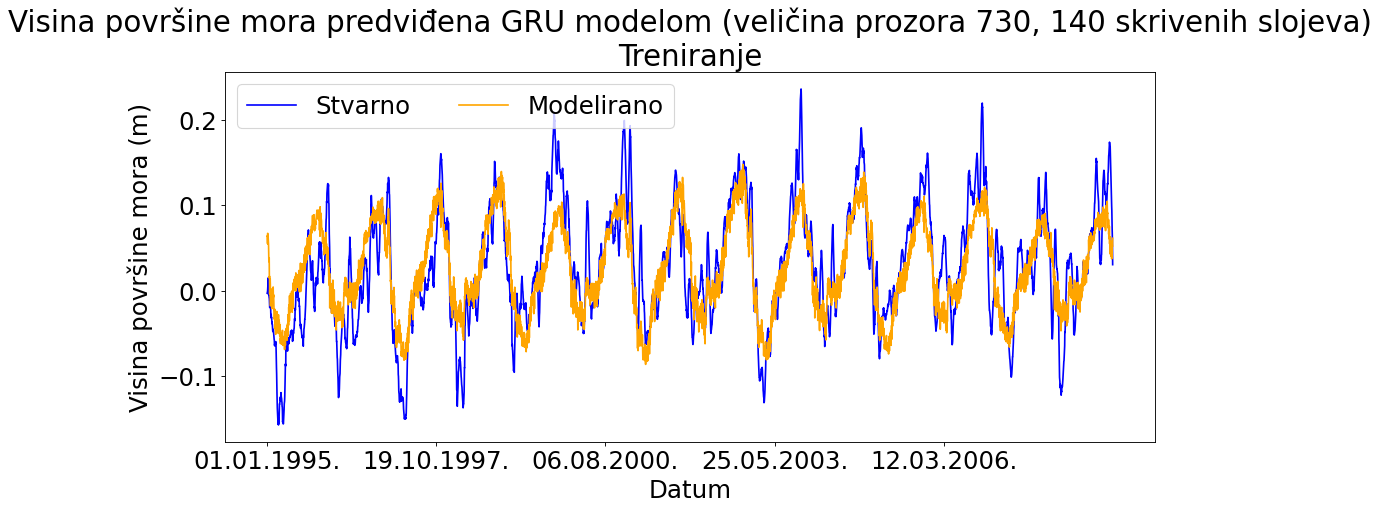 Visina površine mora predviđena GRU modelom (veličina prozora 730, 140 skrivenih slojeva)
Treniranje
Stvarno
Modelirano
Visina površine mora (m)
0.2
0.1
0.0
−0.1
01.01.1995.
19.10.1997.
06.08.2000.
25.05.2003.
12.03.2006.
Datum